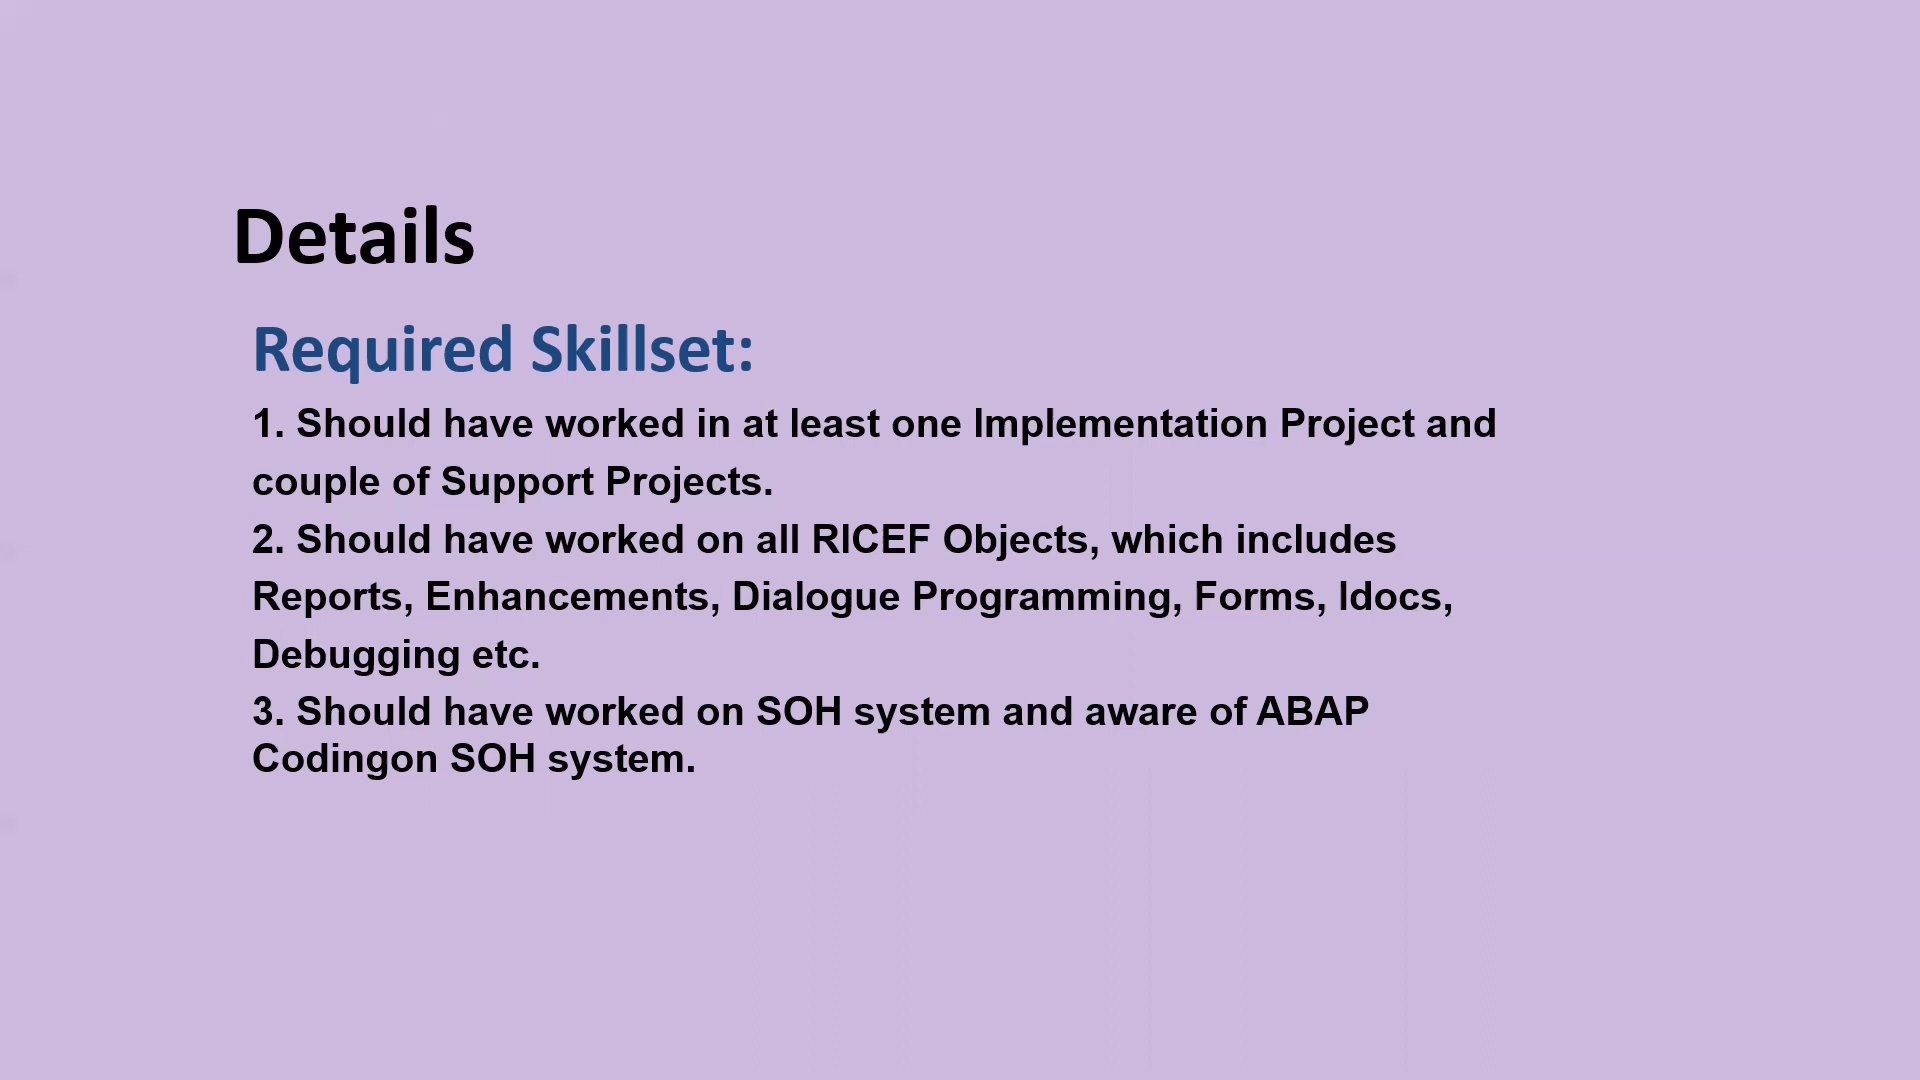 Details
Required Skillset:
1. Should have worked in at least one Implementation Project and
couple of Support Projects.
2. Should have worked on all RICEF Objects, which includes
Reports, Enhancements, Dialogue Programming, Forms, Idocs,
Debugging etc.
3. Should have worked on SOH system and aware of ABAP
Codingon SOH system.